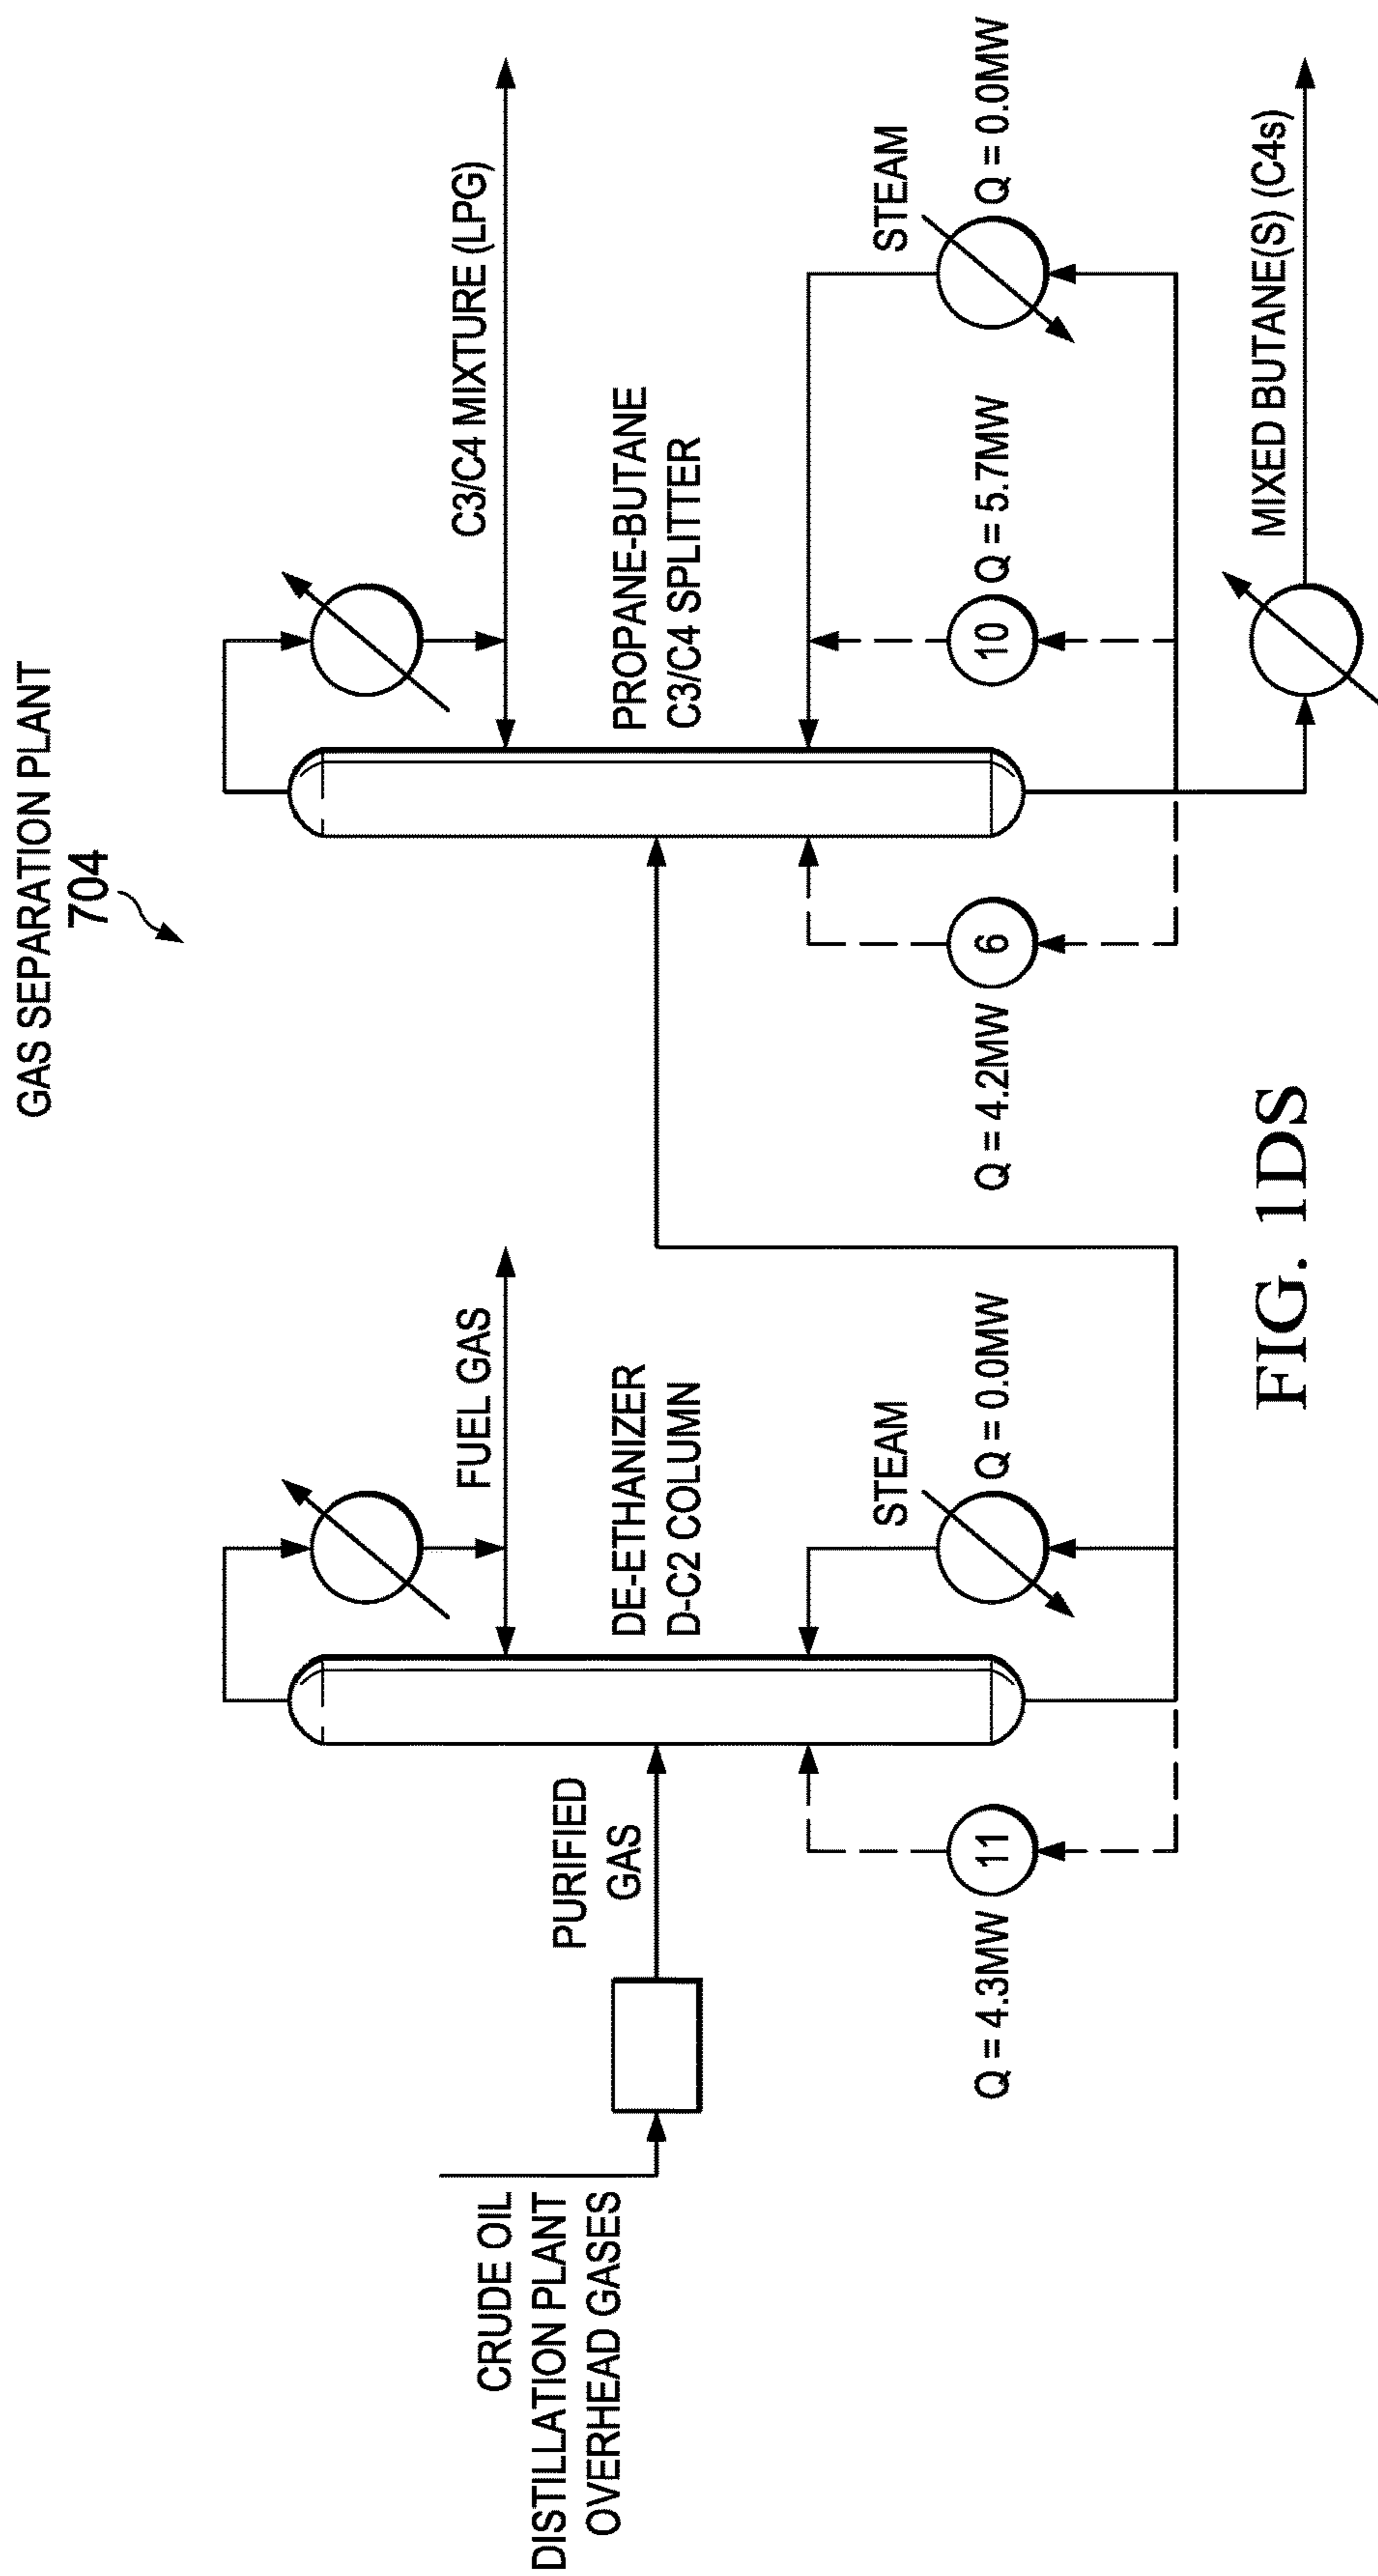 GAS SEPARATION PLANT
704
CRUDE OIL
DISTILLATION PLANT
OVERHEAD GASES
PURIFIED
GAS
FUEL GAS
DE-ETHANIZER
D-C2 COLUMN
STEAM
Q = 0.0MW
11
Q = 4.3MW
C3/C4 MIXTURE (LPG)
PROPANE-BUTANE
C3/C4 SPLITTER
STEAM
Q = 0.0MW
10
Q = 5.7MW
6
Q = 4.2MW
MIXED BUTANE(S) (C4s)
FIG. 1DS